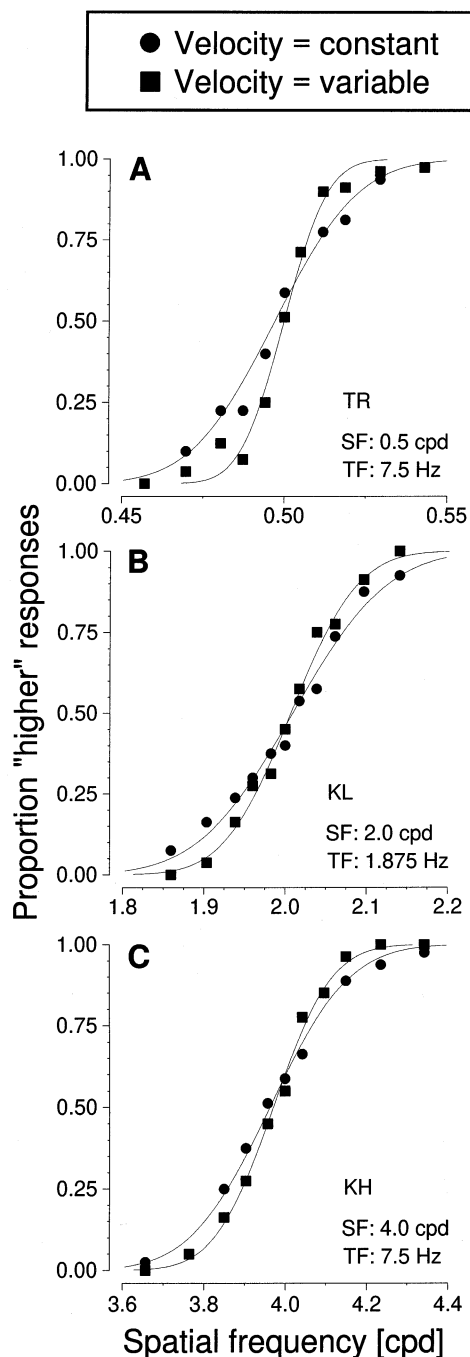 Velocity = constant
Velocity = variable
Proportion "higher" responses
A
1.00
0.75
0.50
0.25
0.00
TR
SF: 0.5 cpd
TF: 7.5 Hz
0.45 0.50 0.55
B
1.00
0.75
0.50
0.25
0.00
KL
SF: 2.0 cpd
TF: 1.875 Hz
1.8 1.9 2.0 2.1 2.2
C
1.00
0.75
0.50
0.25
0.00
KH
SF: 4.0 cpd
TF: 7.5 Hz
3.6 3.8 4.0 4.2 4.4
Spatial frequency [cpd]